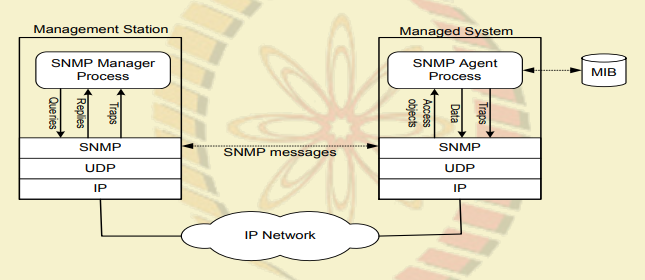 Management Station
Managed System
SNMP Manager
Process
SNMP Agent
Process
MIB
Queries
Replies
Traps
Access
objects
Data
Traps
SNMP
SNMP
SNMP messages
UDP
UDP
IP
IP
IP Network